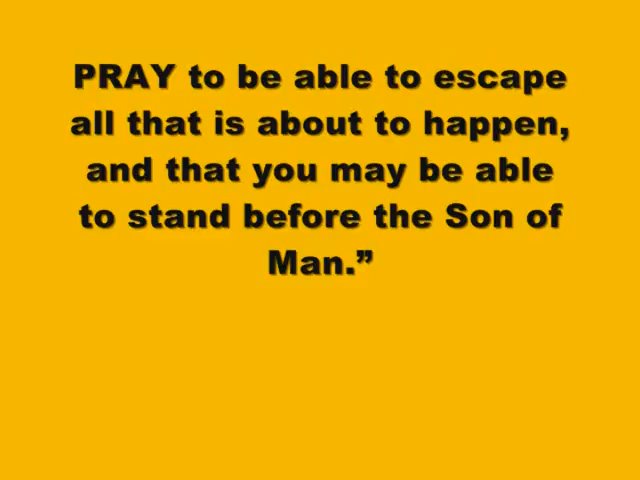 PRAY to be able to escape
all that is about to happen,
and that you may be able
to stand before the Son of
Man.”